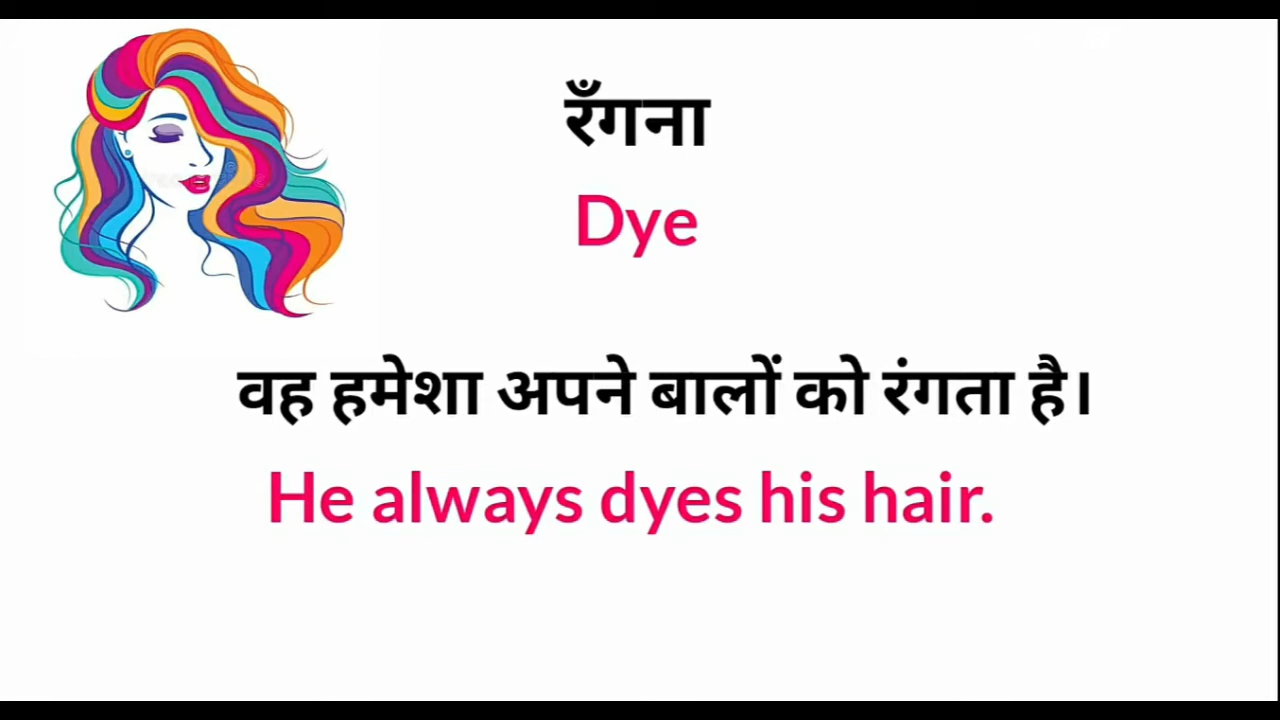 रँगना
Dye
वह हमेशा अपने बालों को रंगता है।
He always dyes his hair.